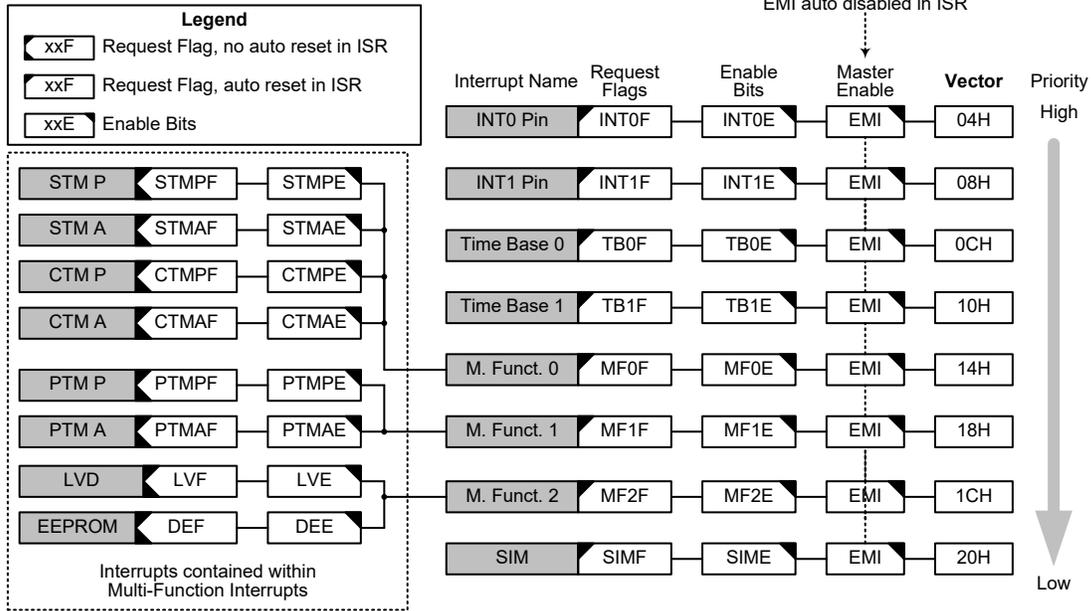 EMI auto disabled in ISR
Legend
xxF Request Flag, no auto reset in ISR
xxF Request Flag, auto reset in ISR
xxE Enable Bits
Interrupt Name Request Flags Enable Bits Master Enable Vector Priority
High
INT0 Pin INT0F INT0E EMI 04H
STM P STMPF STMPE INT1 Pin INT1F INT1E EMI 08H
STM A STMAF STMAE Time Base 0 TB0F TB0E EMI 0CH
CTM P CTMPF CTMPE
CTM A CTMAF CTMAE Time Base 1 TB1F TB1E EMI 10H
PTM P PTMPF PTMPE M. Funct. 0 MF0F MF0E EMI 14H
PTM A PTMAF PTMAE M. Funct. 1 MF1F MF1E EMI 18H
LVD LVF LVE M. Funct. 2 MF2F MF2E EMI 1CH
EEPROM DEF DEE
SIM SIMF SIME EMI 20H
Low
Interrupts contained within
Multi-Function Interrupts